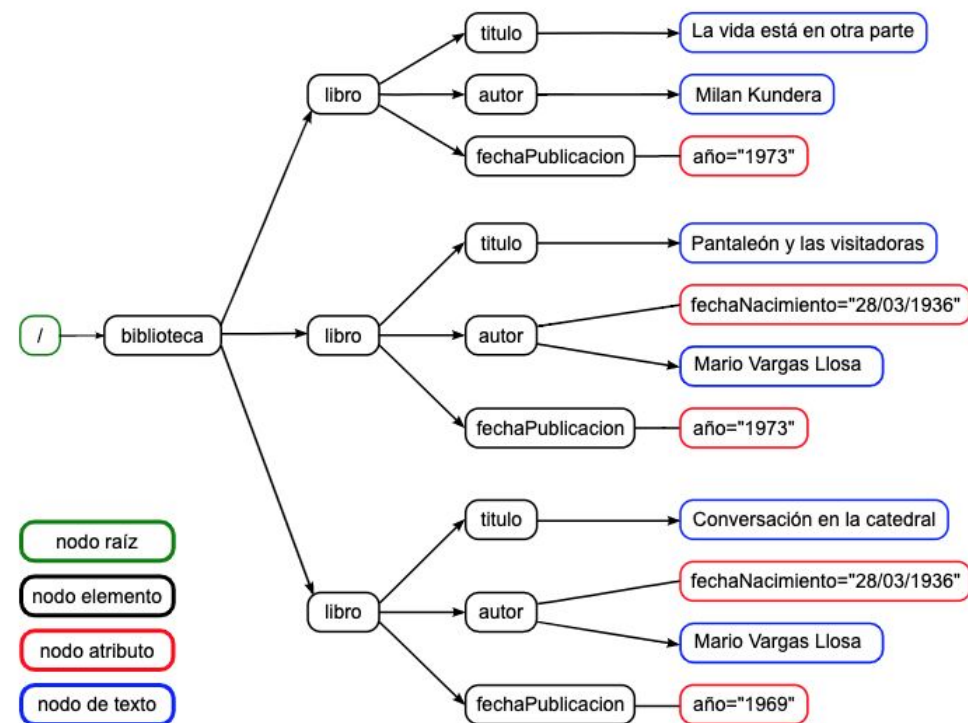 titulo
La vida está en otra parte
libro
autor
Milan Kundera
fechaPublicacion
año="1973"
titulo
Pantaleón y las visitadoras
fechaNacimiento="28/03/1936"
/
biblioteca
libro
autor
Mario Vargas Llosa
fechaPublicacion
año="1973"
titulo
Conversación en la catedral
fechaNacimiento="28/03/1936"
libro
autor
Mario Vargas Llosa
fechaPublicacion
año="1969"
nodo raíz
nodo elemento
nodo atributo
nodo de texto